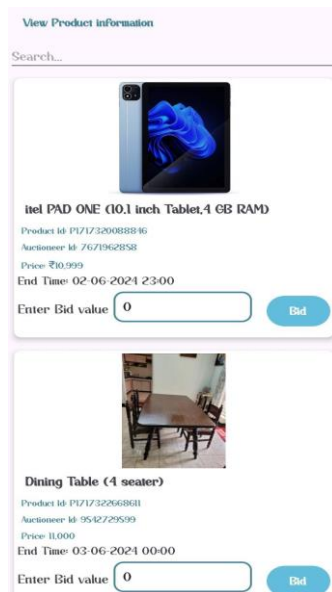 View Product information
Search...
itel PAD ONE (10.1 inch Tablet,4 GB RAM)
Product Id: P1717320088846
Auctioneer Id: 7671962858
Price: ₹10,999
End Time: 02-06-2024 23:00
Enter Bid value 0 Bid
Dining Table (4 seater)
Product Id: P1717322668611
Auctioneer Id: 9542729599
Price: 11,000
End Time: 03-06-2024 00:00
Enter Bid value 0 Bid